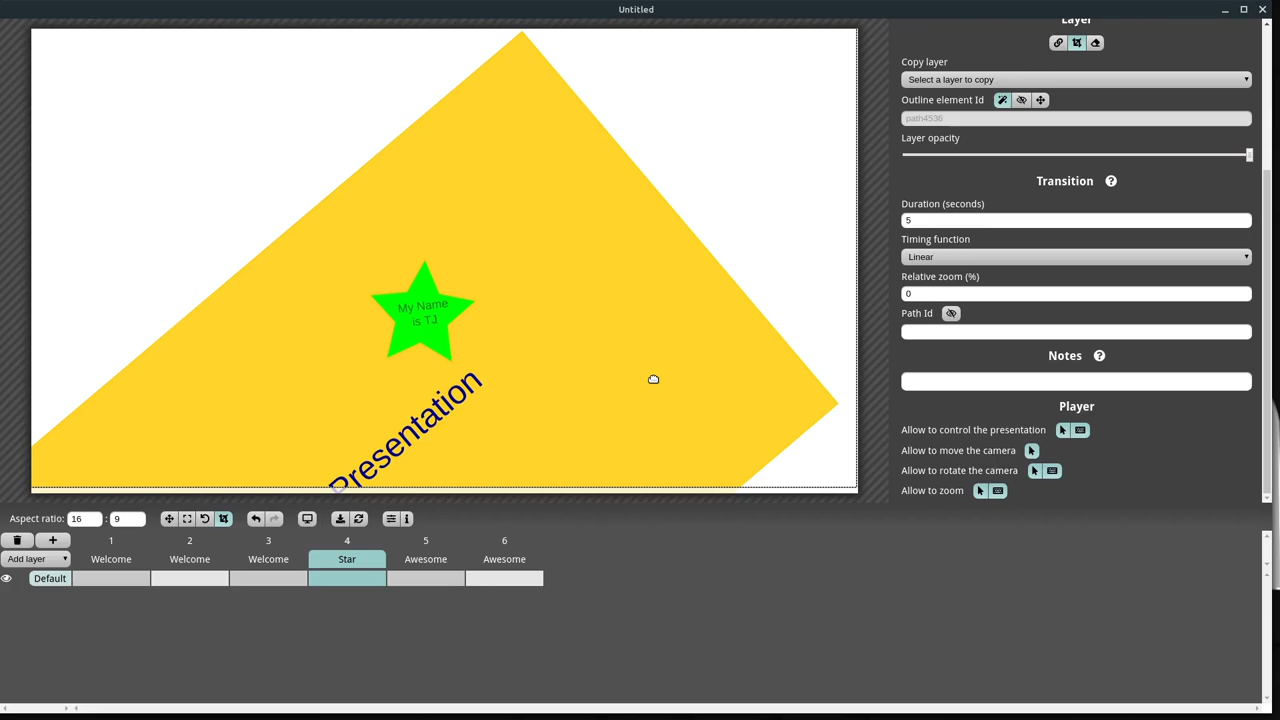 Untitled
Layer
Copy layer
Select a layer to copy
Outline element Id
path4536
Layer opacity
Transition
Duration (seconds)
5
Timing function
Linear
Relative zoom (%)
0
Path Id
Notes
Player
Allow to control the presentation
Allow to move the camera
Allow to rotate the camera
Allow to zoom
My Name
is TJ
Presentation
Aspect ratio: 16 : 9
1 2 3 4 5 6
Add layer Welcome Welcome Welcome Star Awesome Awesome
Default